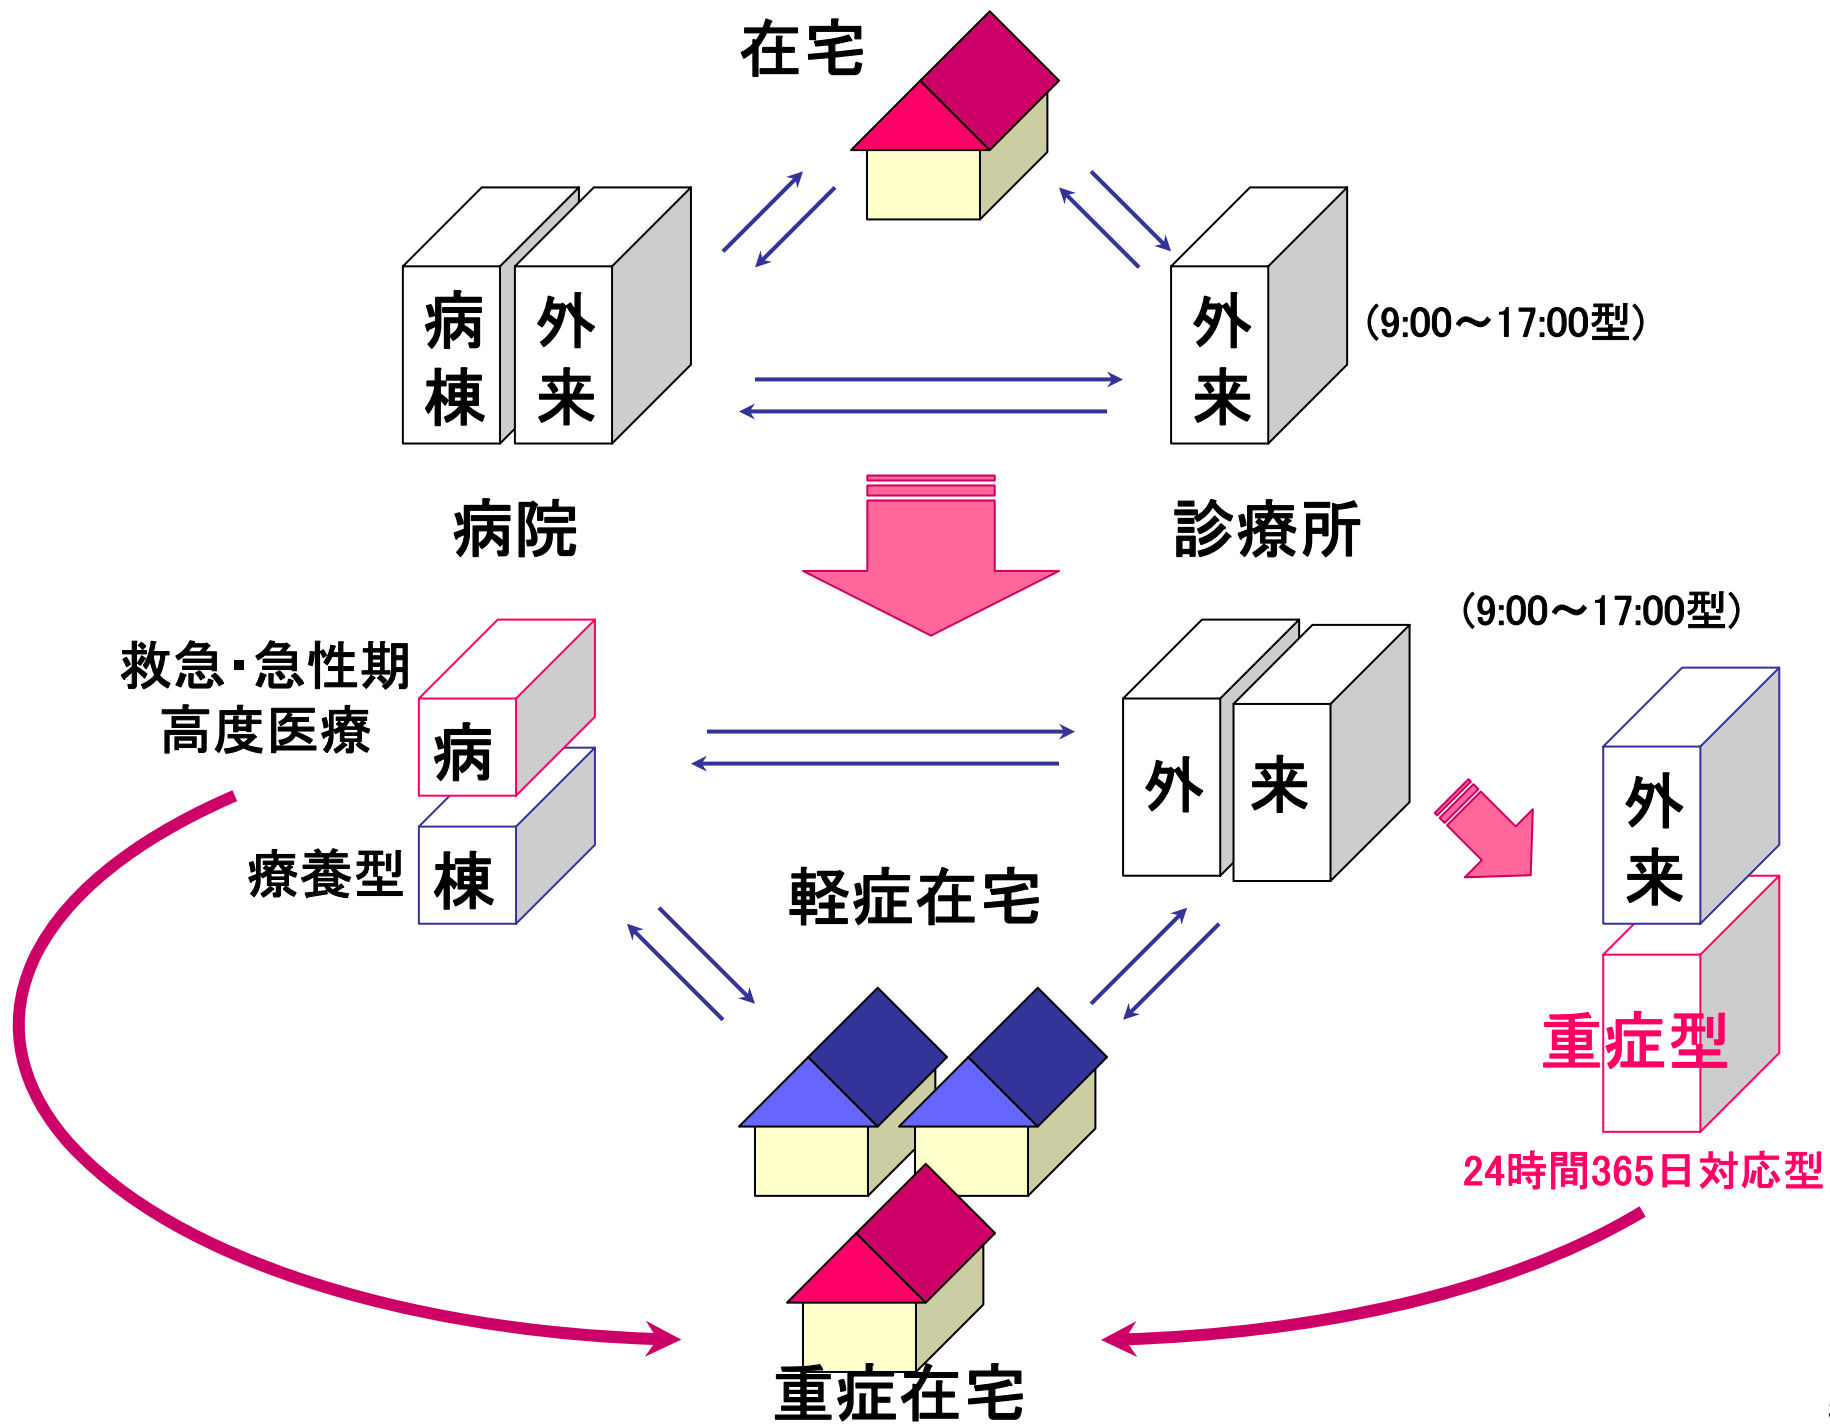 在宅
病棟
外来
外来
(9:00～17:00型)
病院
診療所
(9:00～17:00型)
救急・急性期
高度医療
病
外
来
外来
療養型
棟
軽症在宅
重症型
24時間365日対応型
重症在宅